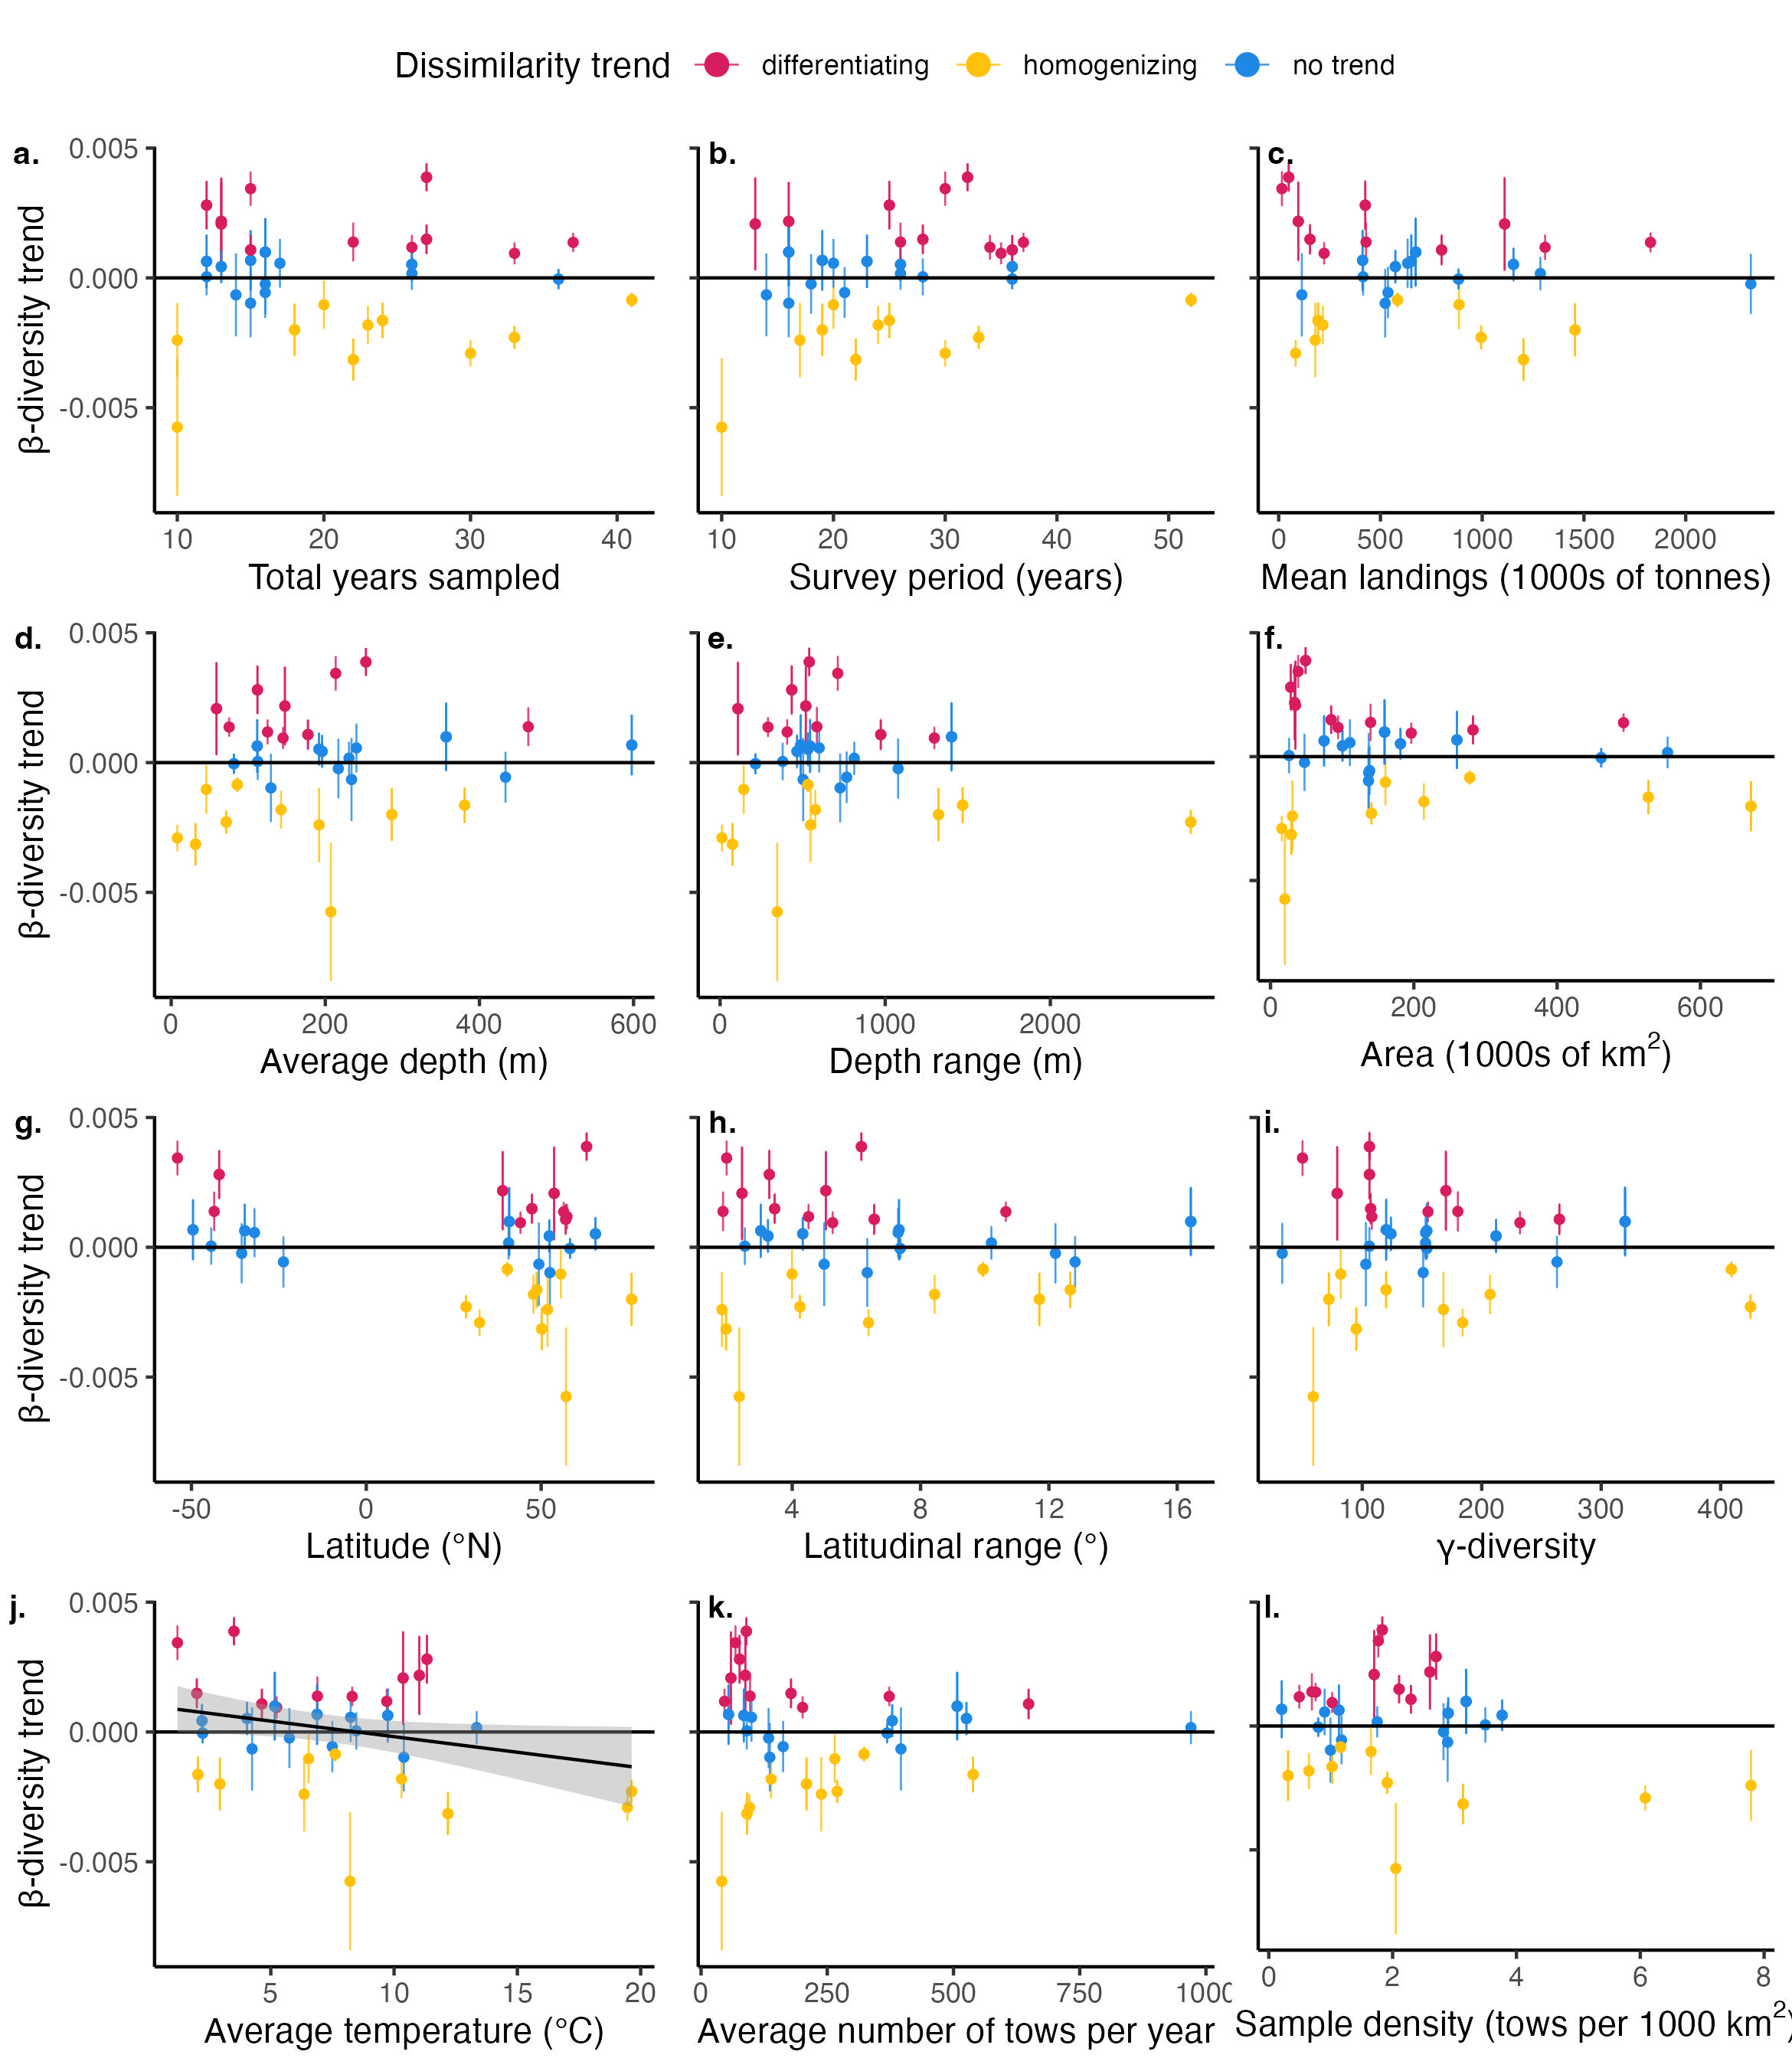 Dissimilarity trend differentiating homogenizing no trend
a. 0.005 b. c.
0.000
-0.005
β-diversity trend
10 20 30 40 10 20 30 40 50 0 500 1000 1500 2000
Total years sampled Survey period (years) Mean landings (1000s of tonnes)
d. 0.005 e. f.
0.000
-0.005
β-diversity trend
0 200 400 600 0 1000 2000 0 200 400 600
Average depth (m) Depth range (m) Area (1000s of km²)
g. 0.005 h. i.
0.000
-0.005
β-diversity trend
-50 0 50 4 8 12 16 100 200 300 400
Latitude (°N) Latitudinal range (°) γ-diversity
j. 0.005 k. l.
0.000
-0.005
β-diversity trend
5 10 15 20 0 250 500 750 1000 0 2 4 6 8
Average temperature (°C) Average number of tows per year Sample density (tows per 1000 km²)